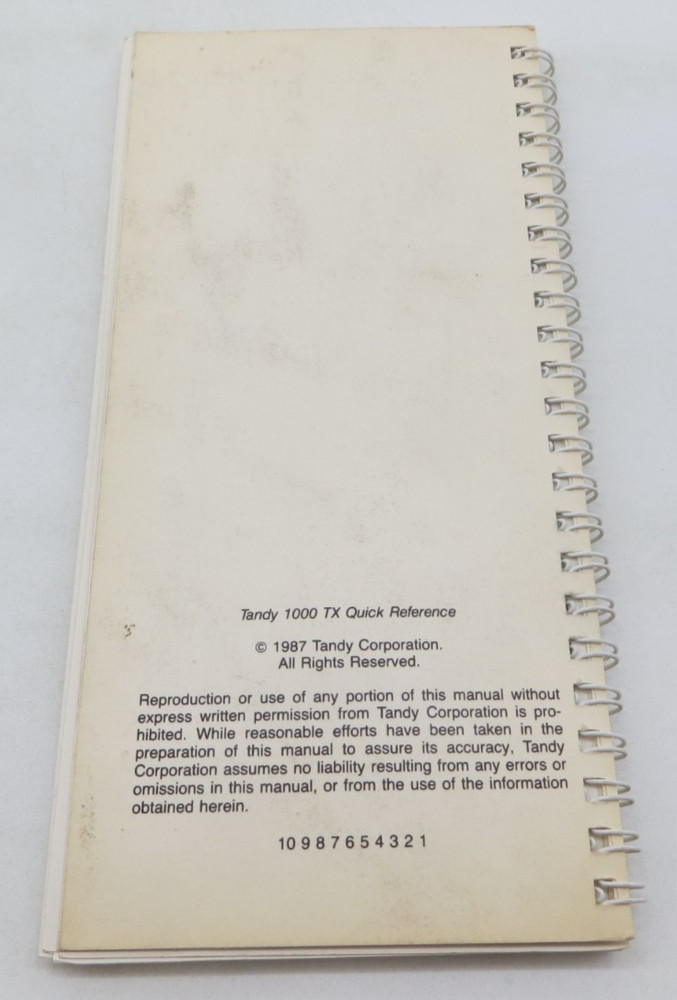 Tandy 1000 TX Quick Reference
© 1987 Tandy Corporation.
All Rights Reserved.
Reproduction or use of any portion of this manual without
express written permission from Tandy Corporation is pro-
hibited. While reasonable efforts have been taken in the
preparation of this manual to assure its accuracy, Tandy
Corporation assumes no liability resulting from any errors or
omissions in this manual, or from the use of the information
obtained herein.
10 9 8 7 6 5 4 3 2 1